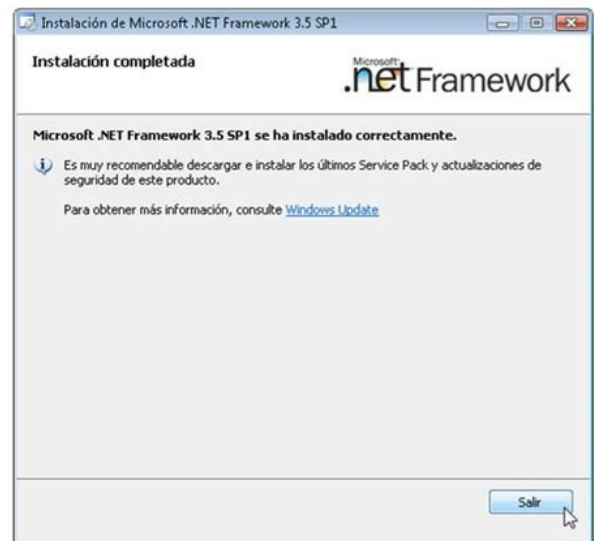 Instalación de Microsoft .NET Framework 3.5 SP1
Instalación completada
Microsoft
.net Framework
Microsoft .NET Framework 3.5 SP1 se ha instalado correctamente.
Es muy recomendable descargar e instalar los últimos Service Pack y actualizaciones de
seguridad de este producto.
Para obtener más información, consulte Windows Update
Salir